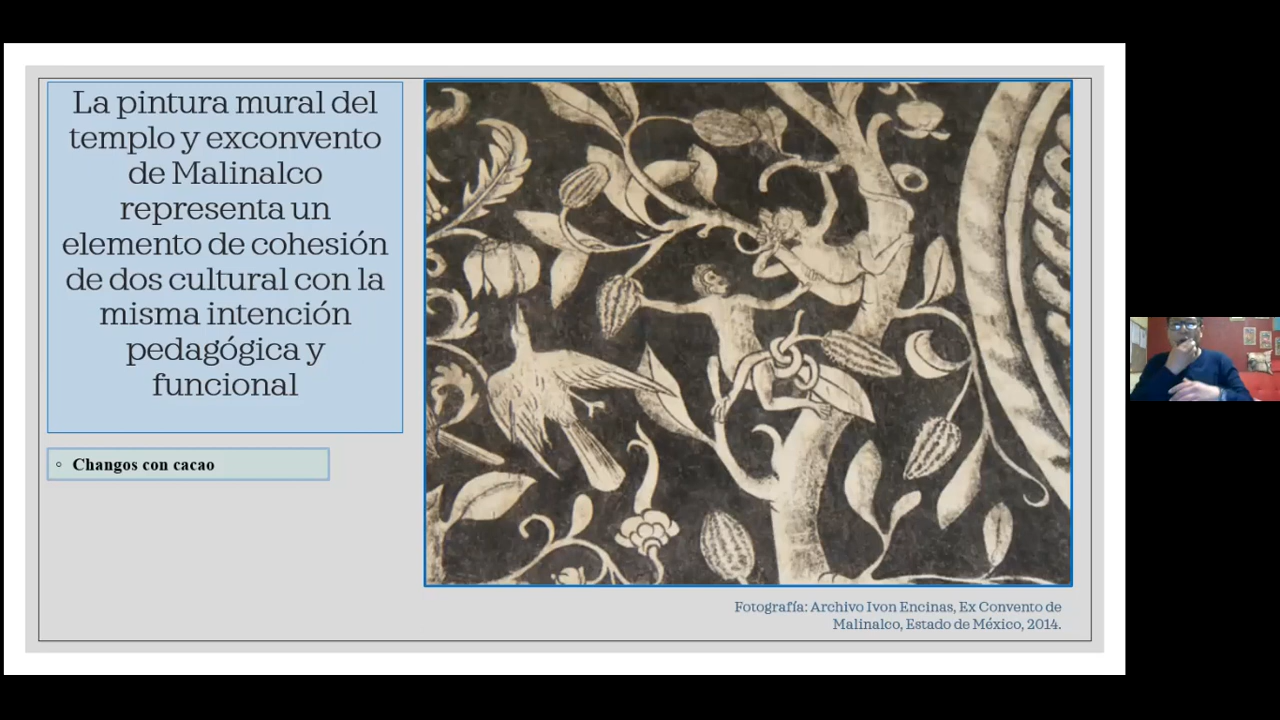 La pintura mural del
templo y exconvento
de Malinalco
representa un
elemento de cohesión
de dos cultural con la
misma intención
pedagógica y
funcional
◦ Changos con cacao
Fotografía: Archivo Ivon Encinas, Ex Convento de
Malinalco, Estado de México, 2014.